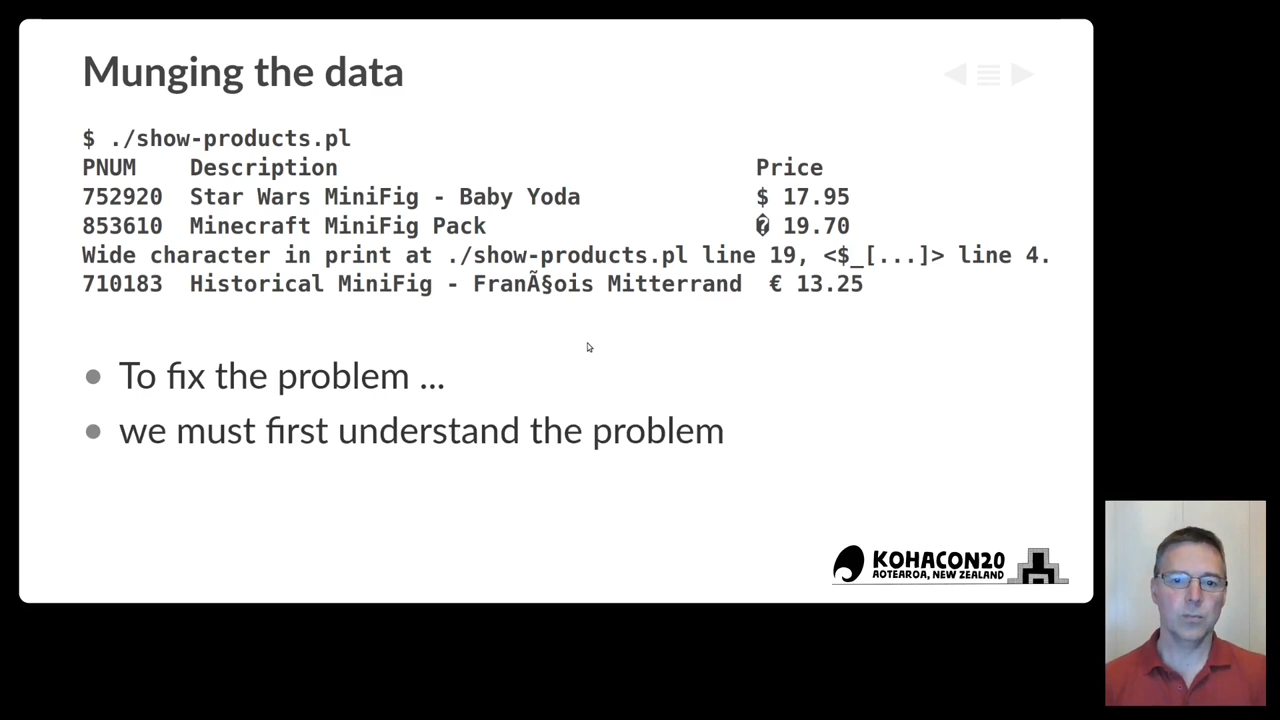 Munging the data
$ ./show-products.pl
PNUM    Description                               Price
752920  Star Wars MiniFig - Baby Yoda             $ 17.95
853610  Minecraft MiniFig Pack                    � 19.70
Wide character in print at ./show-products.pl line 19, <$_[...]> line 4.
710183  Historical MiniFig - FranÃ§ois Mitterrand  € 13.25
To fix the problem ...
we must first understand the problem
KOHACON20
AOTEAROA, NEW ZEALAND